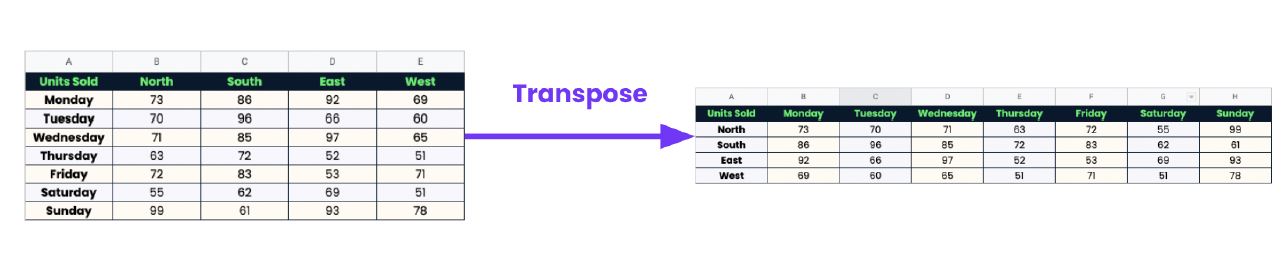 A B C D E
Units Sold North South East West
Monday 73 86 92 69
Tuesday 70 96 66 60
Wednesday 71 85 97 65
Thursday 63 72 52 51
Friday 72 83 53 71
Saturday 55 62 69 51
Sunday 99 61 93 78
Transpose
A B C D E F G H
Units Sold Monday Tuesday Wednesday Thursday Friday Saturday Sunday
North 73 70 71 63 72 55 99
South 86 96 85 72 83 62 61
East 92 66 97 52 53 69 93
West 69 60 65 51 71 51 78